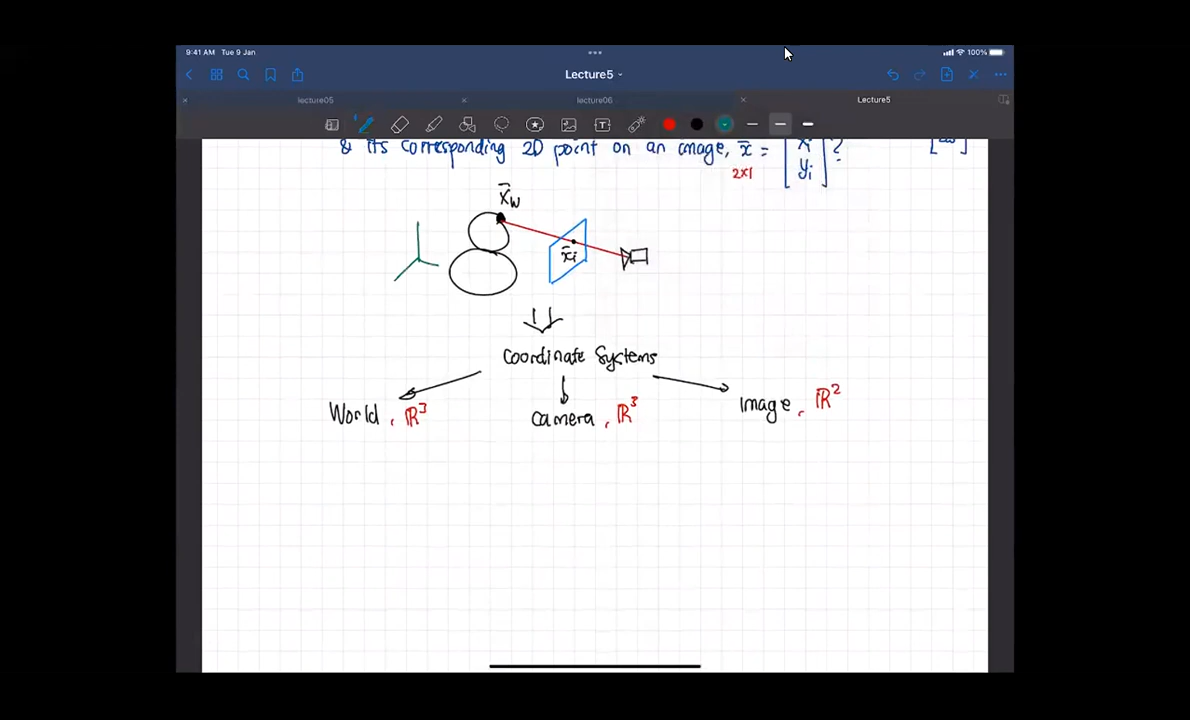 9:41 AM Tue 9 Jan
100%
Lecture5
lecture05
lecture06
Lecture5
& its corresponding 2D point on an image, x̄ = [xi yi] ?
2x1
x̄w
x̄i
Coordinate Systems
World, ℝ³
Camera, ℝ³
Image, ℝ²